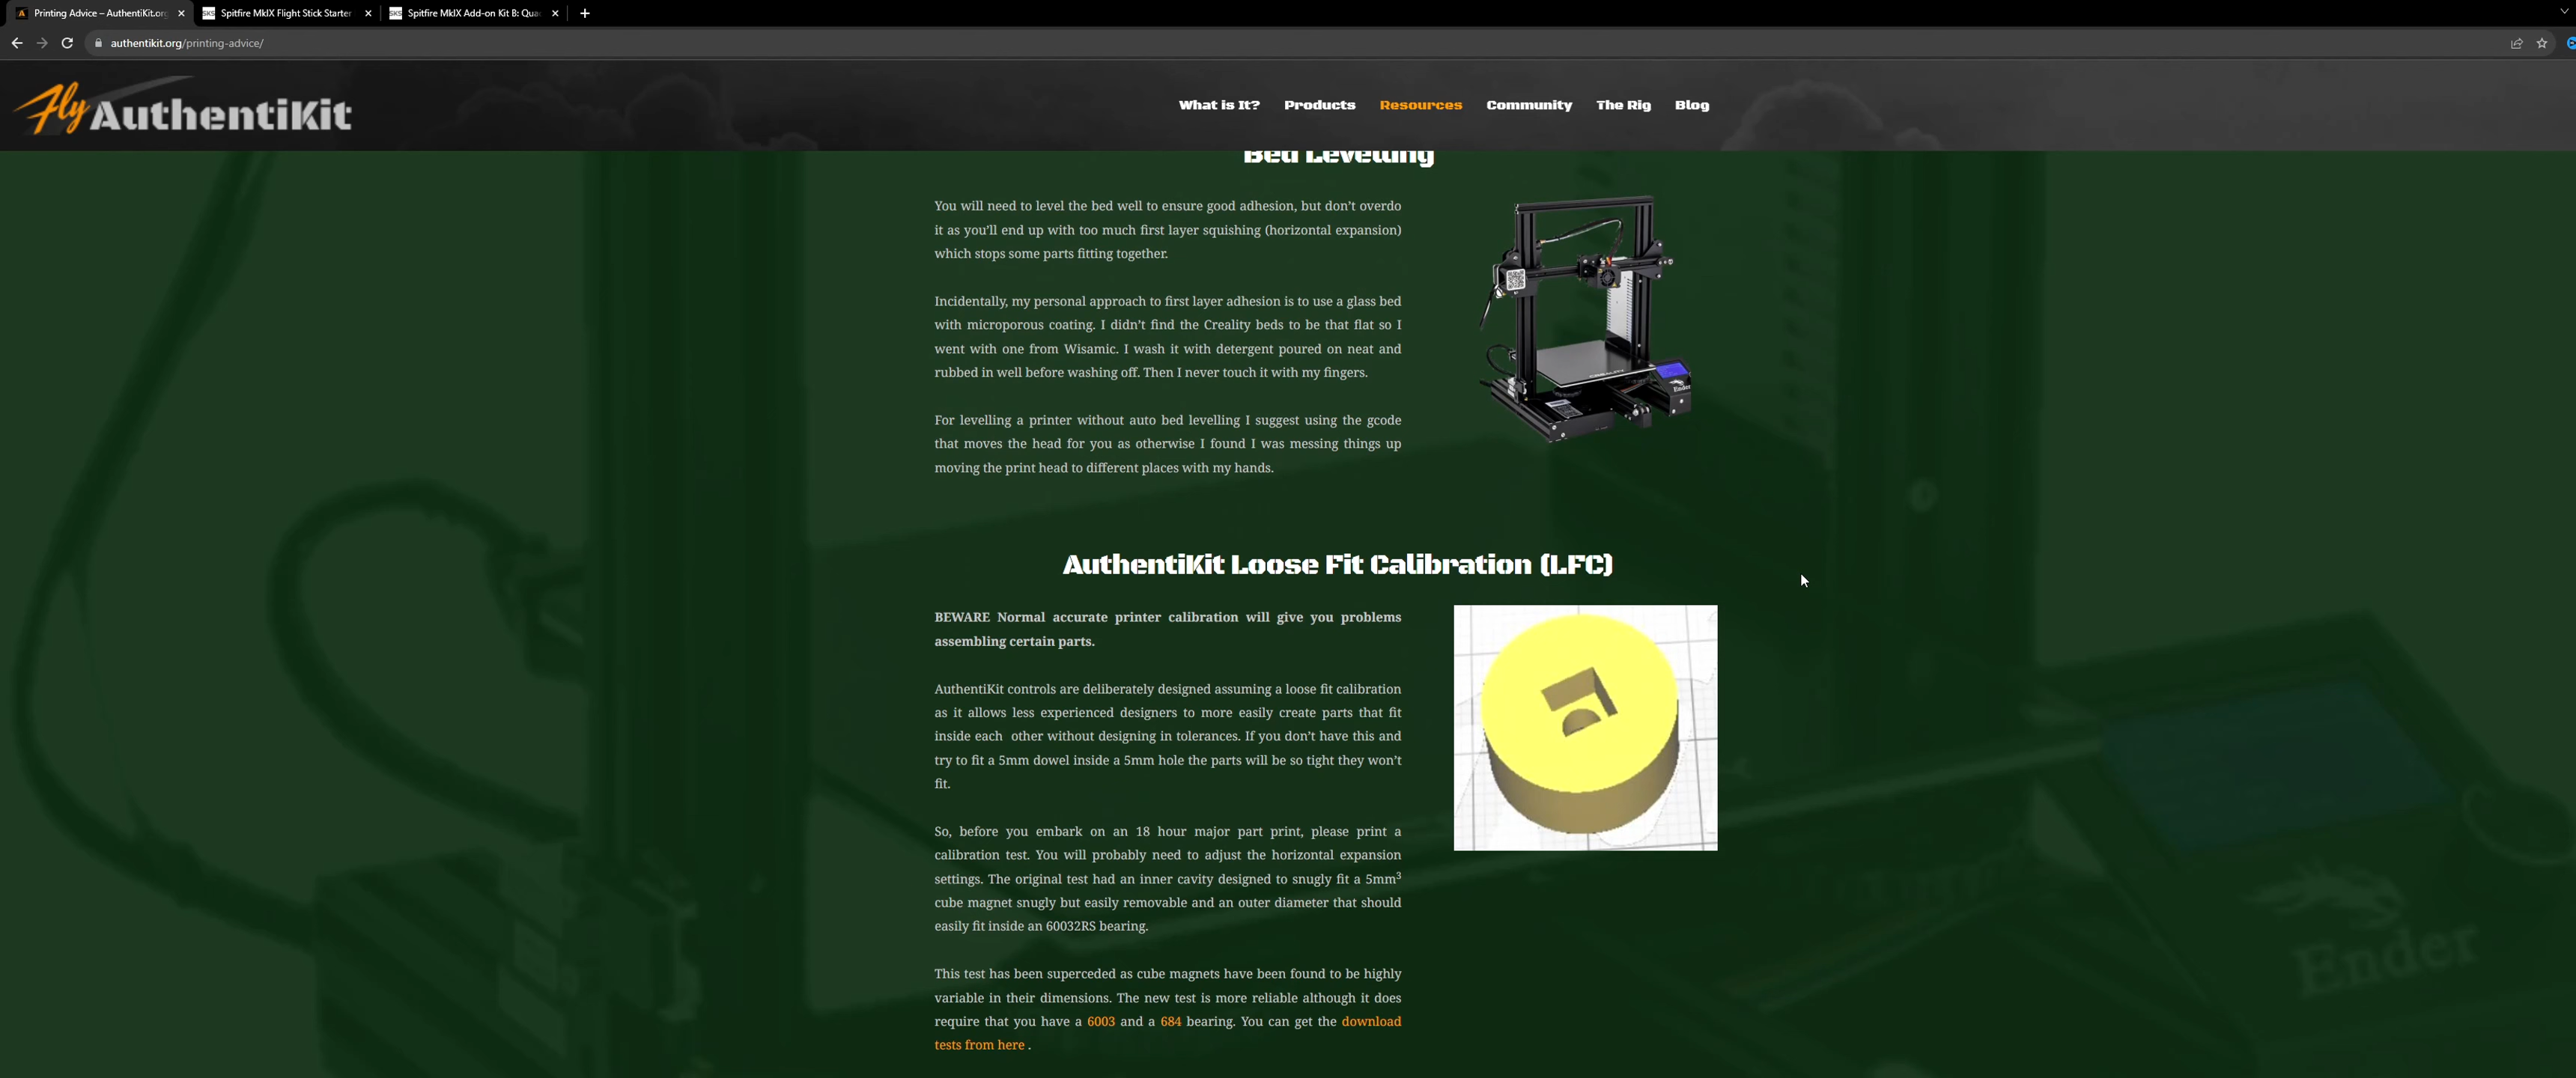 Printing Advice – AuthentiKit.org
Spitfire MkIX Flight Stick Starter
SKS
Spitfire MkIX Add-on Kit B: Qua
SKS
authentikit.org/printing-advice/
Fly AuthentiKit
What is It?
Products
Resources
Community
The Rig
Blog
Bed Levelling
You will need to level the bed well to ensure good adhesion, but don't overdo
it as you'll end up with too much first layer squishing (horizontal expansion)
which stops some parts fitting together.
Incidentally, my personal approach to first layer adhesion is to use a glass bed
with microporous coating. I didn't find the Creality beds to be that flat so I
went with one from Wisamic. I wash it with detergent poured on neat and
rubbed in well before washing off. Then I never touch it with my fingers.
For levelling a printer without auto bed levelling I suggest using the gcode
that moves the head for you as otherwise I found I was messing things up
moving the print head to different places with my hands.
CREALITY
Ender
AuthentiKit Loose Fit Calibration (LFC)
BEWARE Normal accurate printer calibration will give you problems
assembling certain parts.
AuthentiKit controls are deliberately designed assuming a loose fit calibration
as it allows less experienced designers to more easily create parts that fit
inside each other without designing in tolerances. If you don't have this and
try to fit a 5mm dowel inside a 5mm hole the parts will be so tight they won't
fit.
So, before you embark on an 18 hour major part print, please print a
calibration test. You will probably need to adjust the horizontal expansion
settings. The original test had an inner cavity designed to snugly fit a 5mm³
cube magnet snugly but easily removable and an outer diameter that should
easily fit inside an 60032RS bearing.
This test has been superceded as cube magnets have been found to be highly
variable in their dimensions. The new test is more reliable although it does
require that you have a 6003 and a 684 bearing. You can get the download
tests from here .
Ender